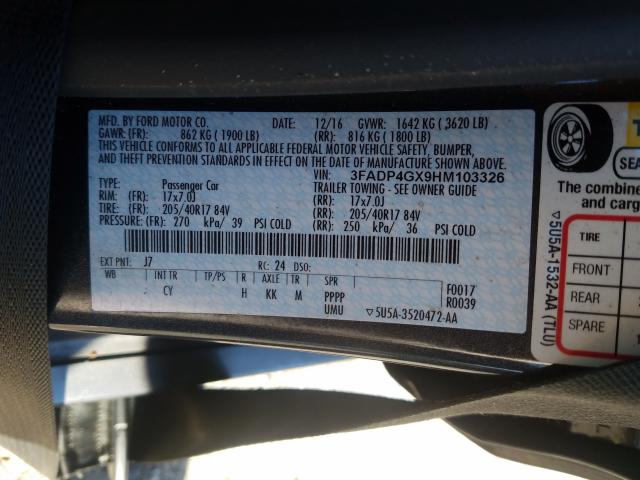 MFD. BY FORD MOTOR CO. DATE: 12/16 GVWR: 1642 KG ( 3620 LB)
GAWR: (FR): 862 KG ( 1900 LB) (RR): 816 KG ( 1800 LB)
THIS VEHICLE CONFORMS TO ALL APPLICABLE FEDERAL MOTOR VEHICLE SAFETY, BUMPER,
AND THEFT PREVENTION STANDARDS IN EFFECT ON THE DATE OF MANUFACTURE SHOWN ABOVE.
VIN: 3FADP4GX9HM103326
TYPE: Passenger Car TRAILER TOWING - SEE OWNER GUIDE
RIM: (FR): 17x7.0J (RR): 17x7.0J
TIRE: (FR): 205/40R17 84V (RR): 205/40R17 84V
PRESSURE: (FR): 270 kPa/ 39 PSI COLD (RR): 250 kPa/ 36 PSI COLD
EXT PNT: J7 RC: 24 DSO:
WB INT TR TP/PS R AXLE TR SPR F0017
CY H KK M PPPP R0039
UMU ▽5U5A-3520472-AA
SEA
The combine
and carg
TIRE
FRONT
REAR
SPARE
▽5U5A-1532-AA (TLU)